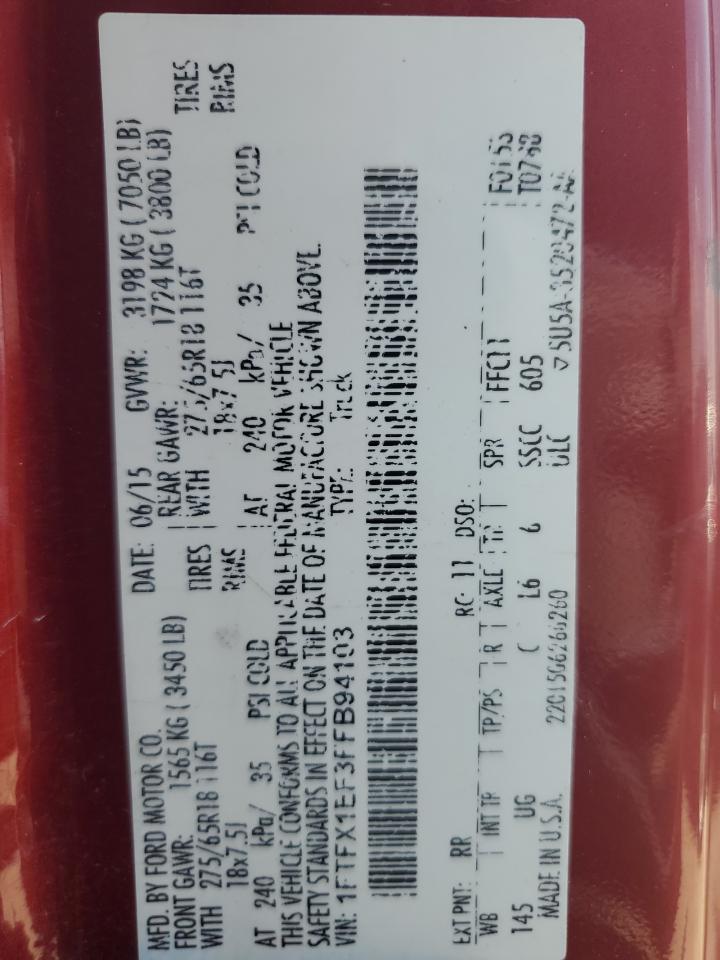 MFD. BY FORD MOTOR CO. DATE: 06/15 GVWR: 3198 KG ( 7050 LB)
FRONT GAWR: 1565 KG ( 3450 LB) REAR GAWR: 1724 KG ( 3800 LB)
WITH 275/65R18 116T TIRES WITH 275/65R18 116T TIRES
18x7.5J RIMS 18x7.5J RIMS
AT 240 kPa/ 35 PSI COLD AT 240 kPa/ 35 PSI COLD
THIS VEHICLE CONFORMS TO ALL APPLICABLE FEDERAL MOTOR VEHICLE
SAFETY STANDARDS IN EFFECT ON THE DATE OF MANUFACTURE SHOWN ABOVE.
VIN: 1FTFX1EF3FFB94103 TYPE: Truck
EXT PNT: RR RC: 11 DSO: F0153
WB INT TR TP/PS R AXLE TR SPR FFC11 T0748
145 UG C L6 6 SSCC 605
MADE IN U.S.A. ULC